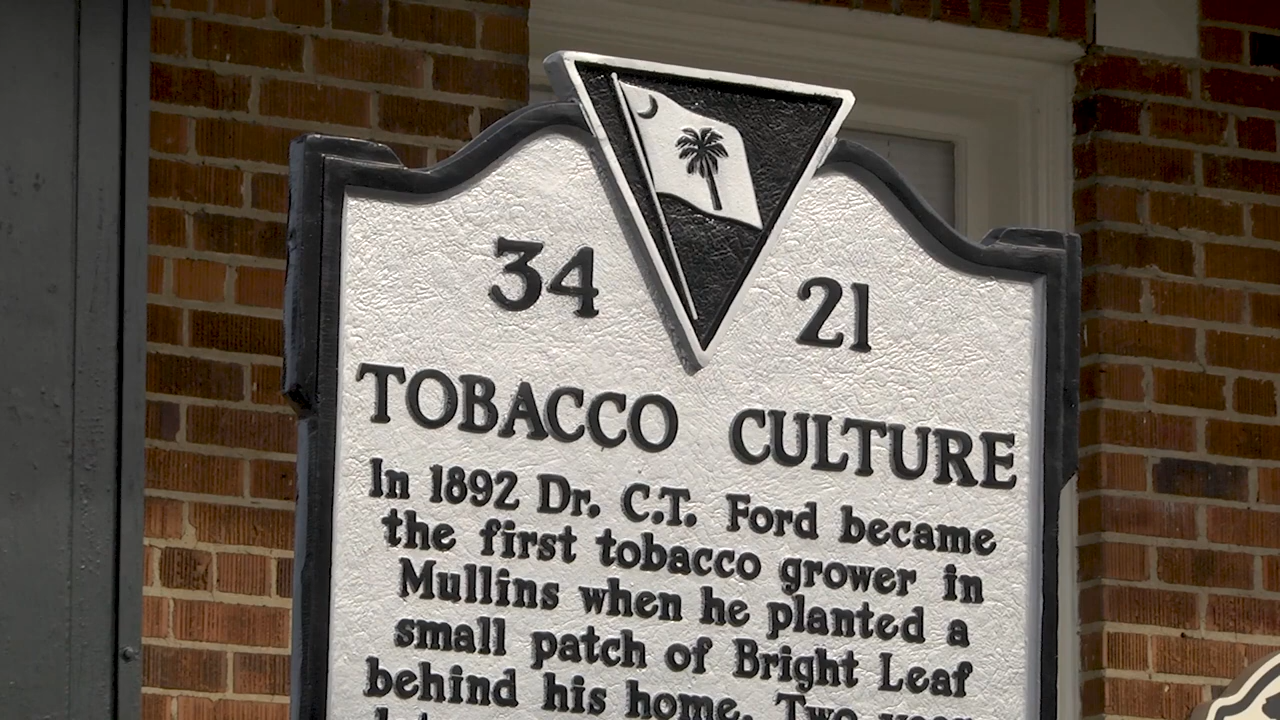 34 21
TOBACCO CULTURE
In 1892 Dr. C.T. Ford became
the first tobacco grower in
Mullins when he planted a
small patch of Bright Leaf
behind his home. Two